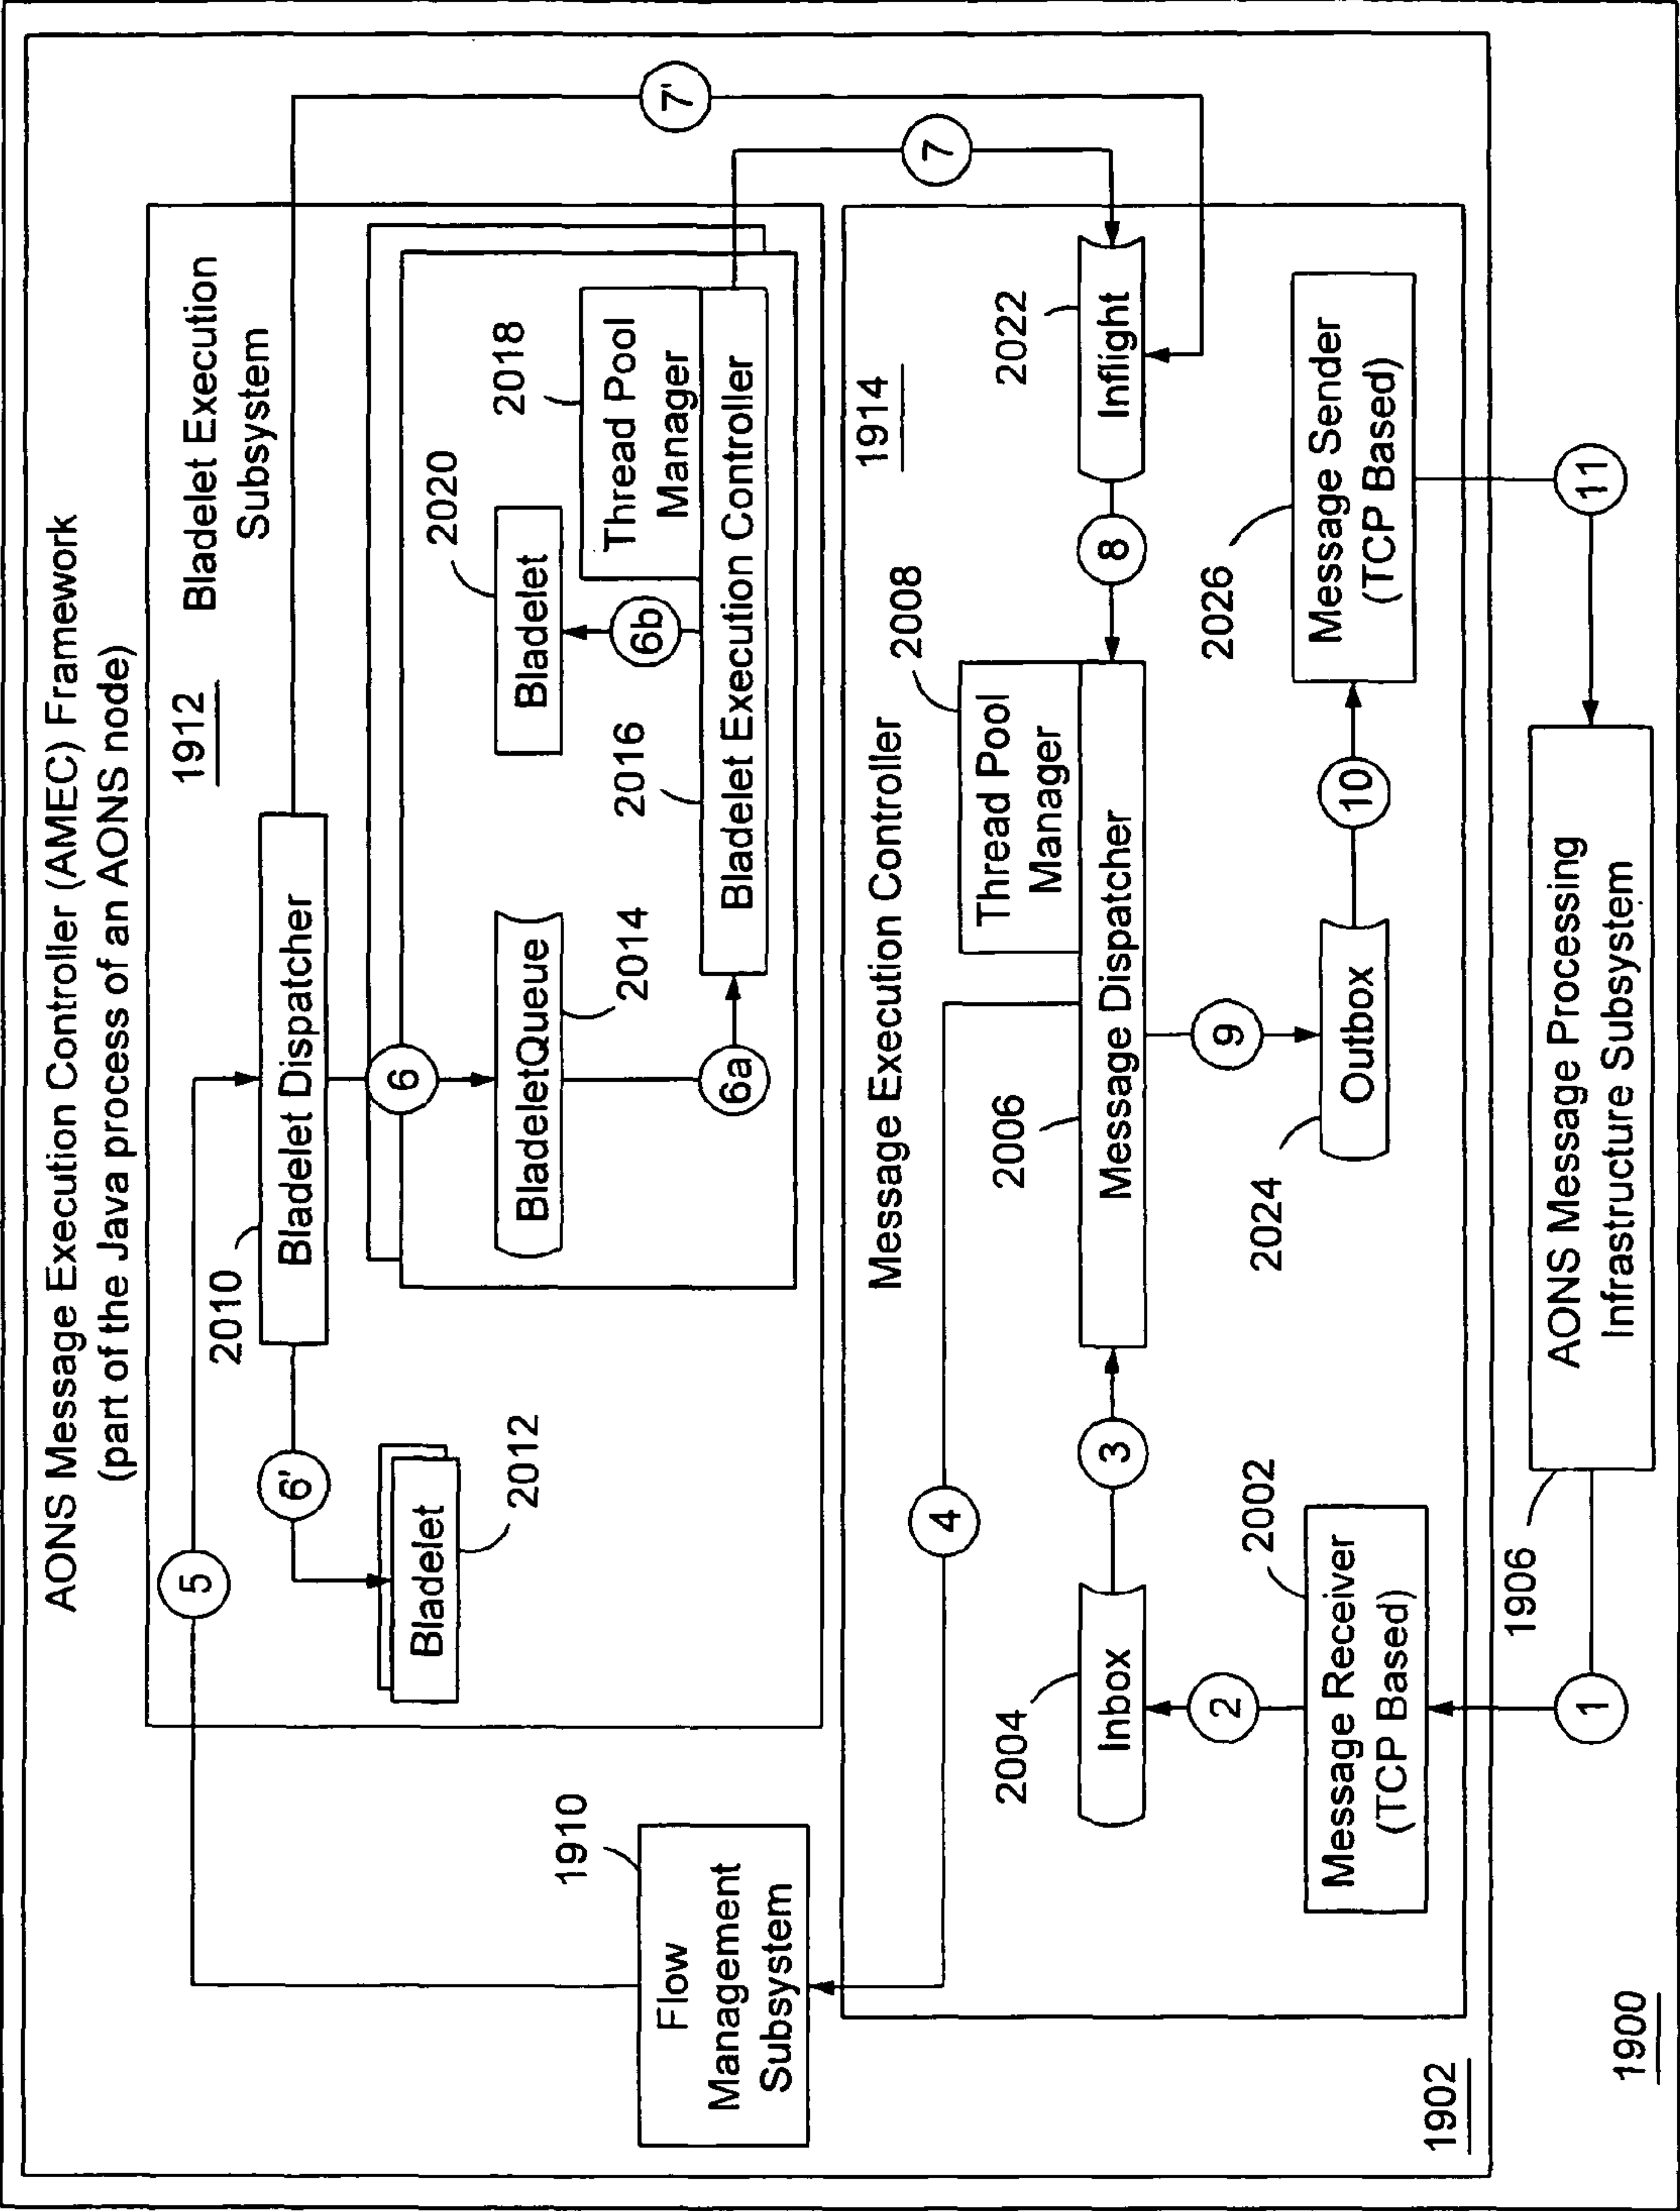 AONS Message Execution Controller (AMEC) Framework
(part of the Java process of an AONS node)
5
2010
Bladelet Dispatcher
1912
Bladelet Execution
Subsystem
6'
Bladelet
2012
6
BladeletQueue
2014
6a
2016
Bladelet Execution Controller
6b
Bladelet
2020
2018
Thread Pool
Manager
7'
7
1910
Flow
Management
Subsystem
Message Execution Controller
1914
4
2004
Inbox
3
2006
Message Dispatcher
2008
Thread Pool
Manager
8
2022
Inflight
2
2002
Message Receiver
(TCP Based)
9
2024
Outbox
10
2026
Message Sender
(TCP Based)
1902
1
1906
AONS Message Processing
Infrastructure Subsystem
11
1900